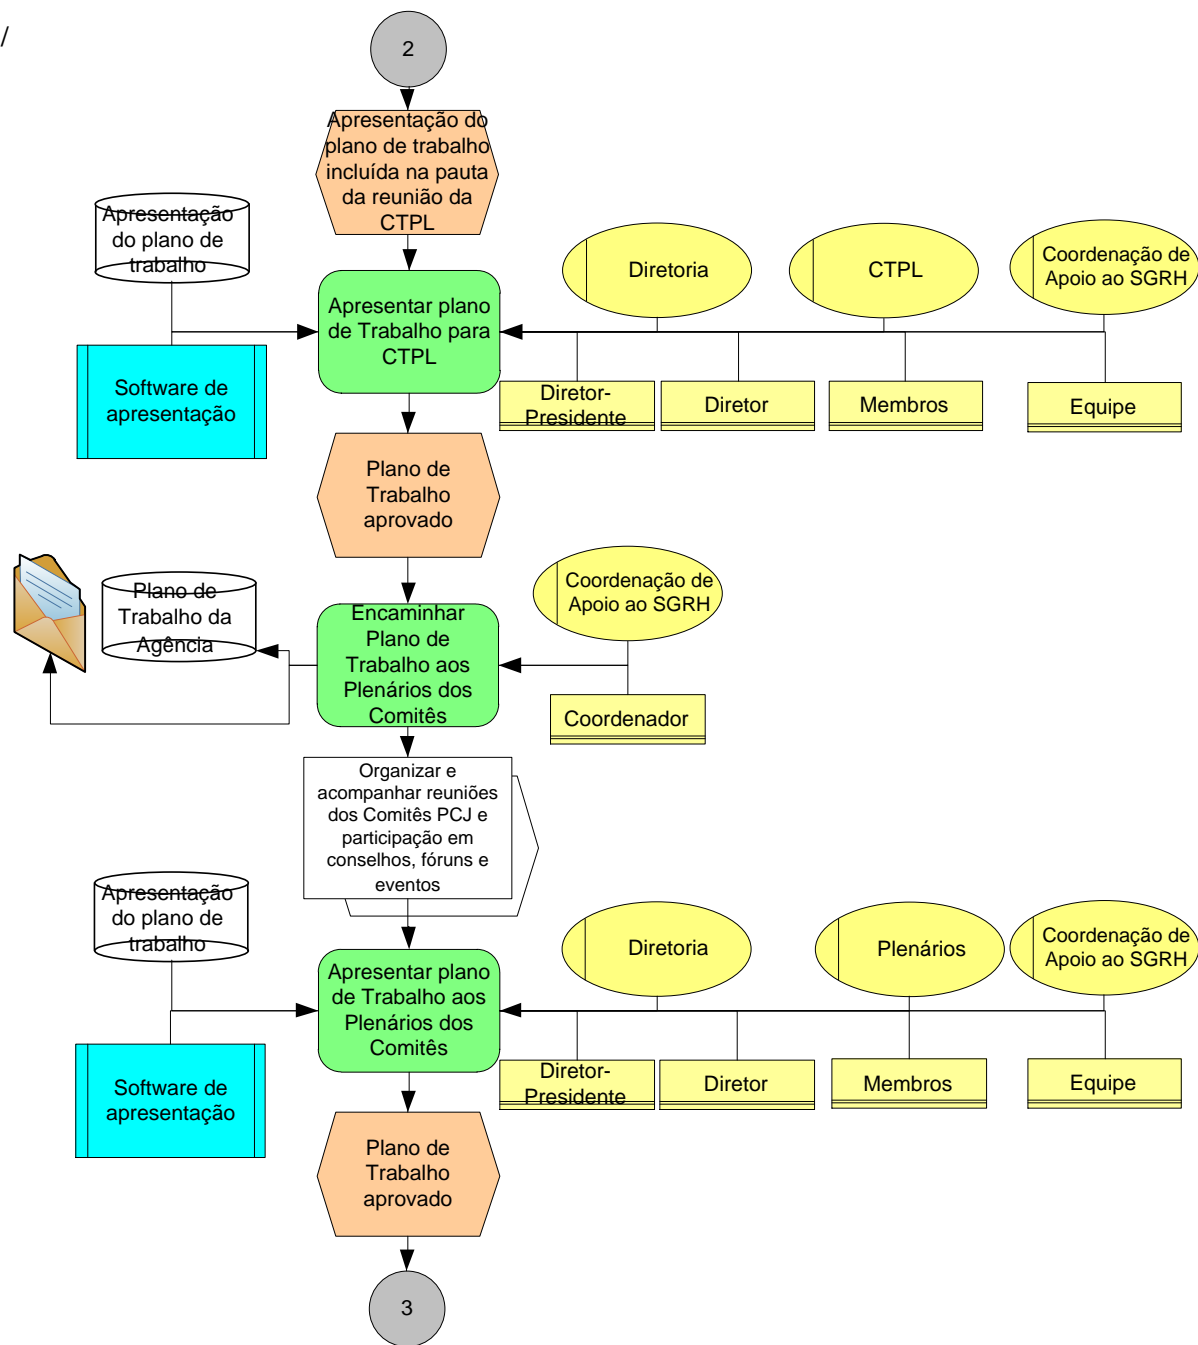 /
2
Apresentação do
plano de trabalho
incluída na pauta
da reunião da
CTPL
Apresentação
do plano de
trabalho
Diretoria
CTPL
Coordenação de
Apoio ao SGRH
Apresentar plano
de Trabalho para
CTPL
Software de
apresentação
Diretor-
Presidente
Diretor
Membros
Equipe
Plano de
Trabalho
aprovado
Plano de
Trabalho da
Agência
Coordenação de
Apoio ao SGRH
Encaminhar
Plano de
Trabalho aos
Plenários dos
Comitês
Coordenador
Organizar e
acompanhar reuniões
dos Comitês PCJ e
participação em
conselhos, fóruns e
eventos
Apresentação
do plano de
trabalho
Diretoria
Plenários
Coordenação de
Apoio ao SGRH
Apresentar plano
de Trabalho aos
Plenários dos
Comitês
Software de
apresentação
Diretor-
Presidente
Diretor
Membros
Equipe
Plano de
Trabalho
aprovado
3